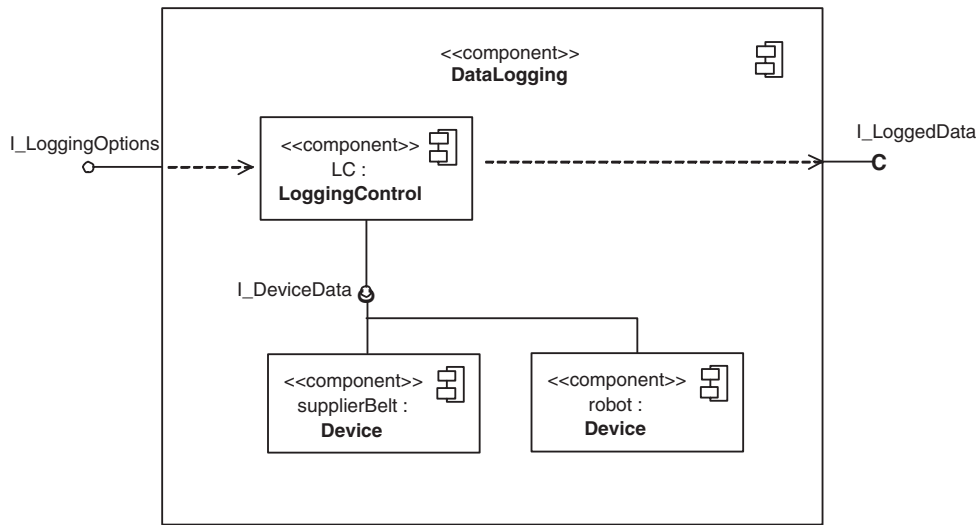 <<component>>
DataLogging
I_LoggingOptions
I_LoggedData
<<component>>
LC :
LoggingControl
I_DeviceData
<<component>>
supplierBelt :
Device
<<component>>
robot :
Device